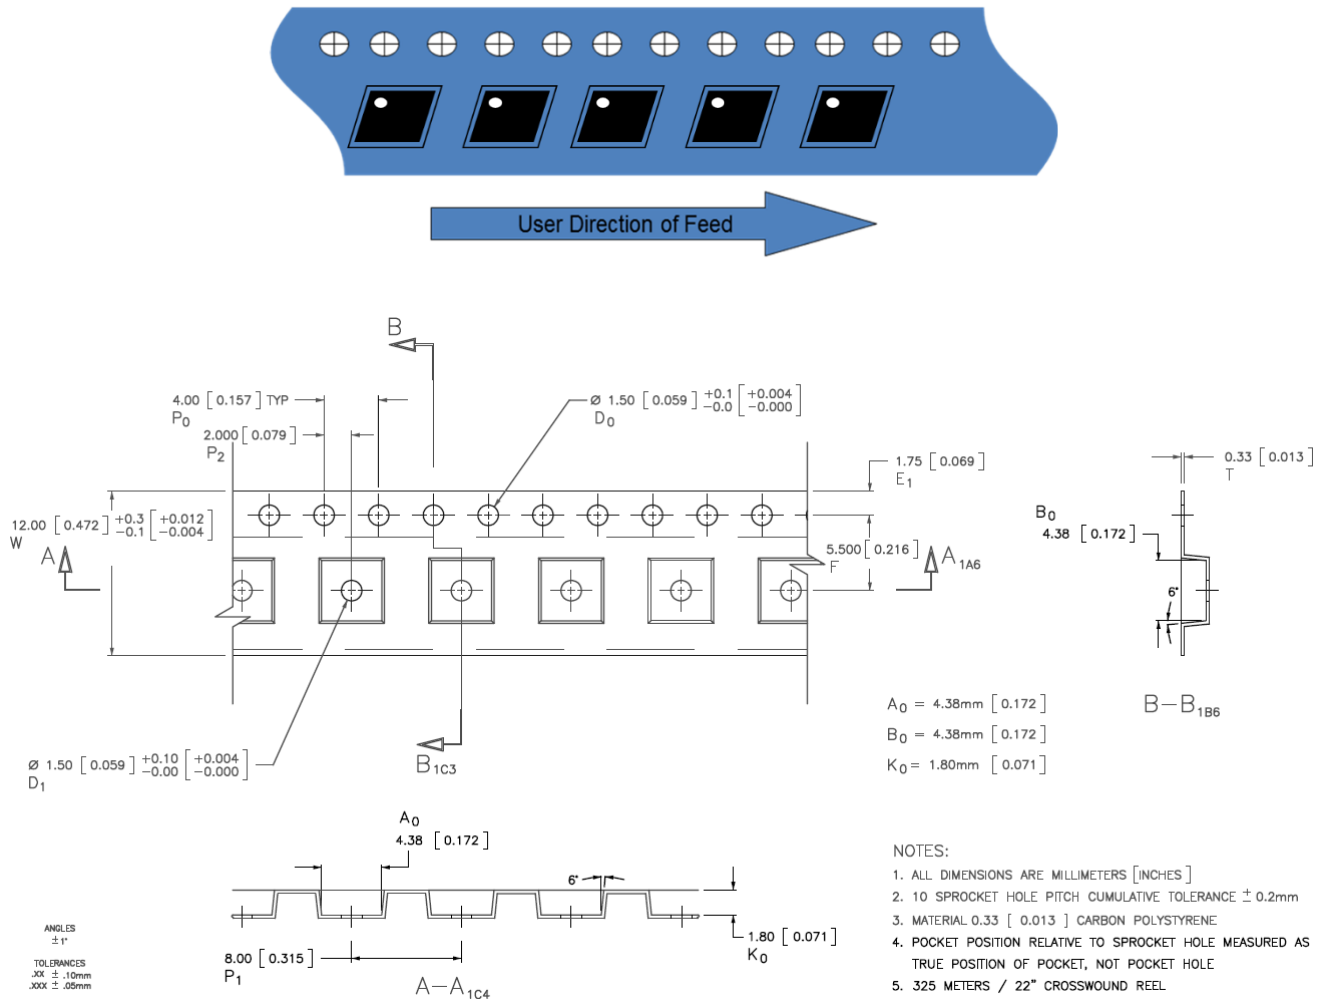 User Direction of Feed
B
4.00 [ 0.157 ] TYP
P0
2.000 [ 0.079 ]
P2
Ø 1.50 [ 0.059 ] +0.1 -0.0 [ +0.004 -0.000 ]
D0
1.75 [ 0.069 ]
E1
0.33 [ 0.013 ]
T
12.00 [ 0.472 ] +0.3 -0.1 [ +0.012 -0.004 ]
W
A
5.500 [ 0.216 ]
F
A1A6
B0
4.38 [ 0.172 ]
6°
B-B1B6
A0 = 4.38mm [ 0.172 ]
B0 = 4.38mm [ 0.172 ]
K0 = 1.80mm [ 0.071 ]
B1C3
Ø 1.50 [ 0.059 ] +0.10 -0.00 [ +0.004 -0.000 ]
D1
A0
4.38 [ 0.172 ]
6°
1.80 [ 0.071 ]
K0
8.00 [ 0.315 ]
P1
A-A1C4
ANGLES
± 1°
TOLERANCES
.XX ± .10mm
.XXX ± .05mm
NOTES:
1. ALL DIMENSIONS ARE MILLIMETERS [INCHES]
2. 10 SPROCKET HOLE PITCH CUMULATIVE TOLERANCE ± 0.2mm
3. MATERIAL 0.33 [ 0.013 ] CARBON POLYSTYRENE
4. POCKET POSITION RELATIVE TO SPROCKET HOLE MEASURED AS
TRUE POSITION OF POCKET, NOT POCKET HOLE
5. 325 METERS / 22" CROSSWOUND REEL